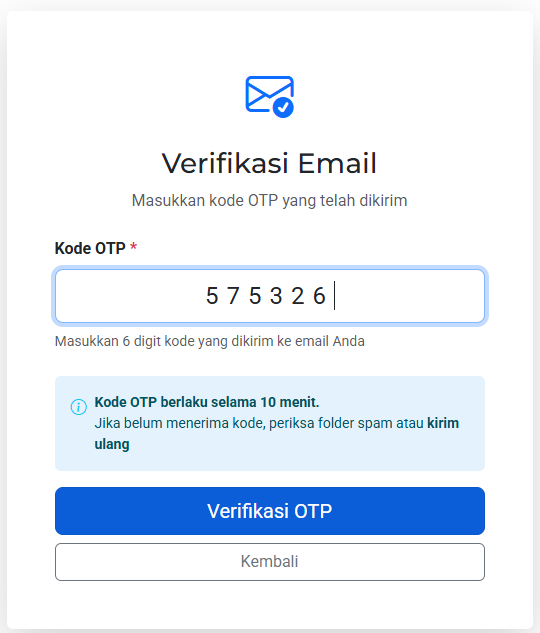 Verifikasi Email
Masukkan kode OTP yang telah dikirim
Kode OTP *
5 7 5 3 2 6
Masukkan 6 digit kode yang dikirim ke email Anda
Kode OTP berlaku selama 10 menit.
Jika belum menerima kode, periksa folder spam atau kirim
ulang
Verifikasi OTP
Kembali